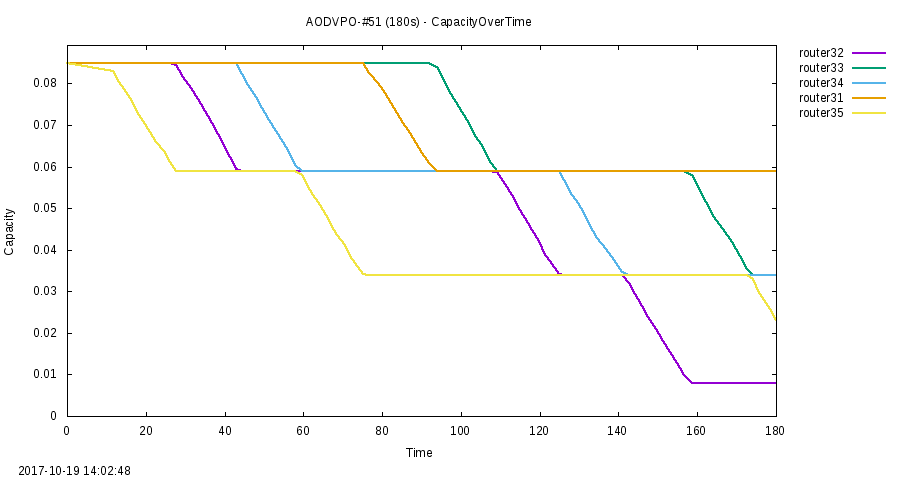 AODVPO-#51 (180s) - CapacityOverTime
router32
router33
router34
router31
router35
0.08
0.07
0.06
0.05
0.04
0.03
0.02
0.01
0
Capacity
0 20 40 60 80 100 120 140 160 180
Time
2017-10-19 14:02:48